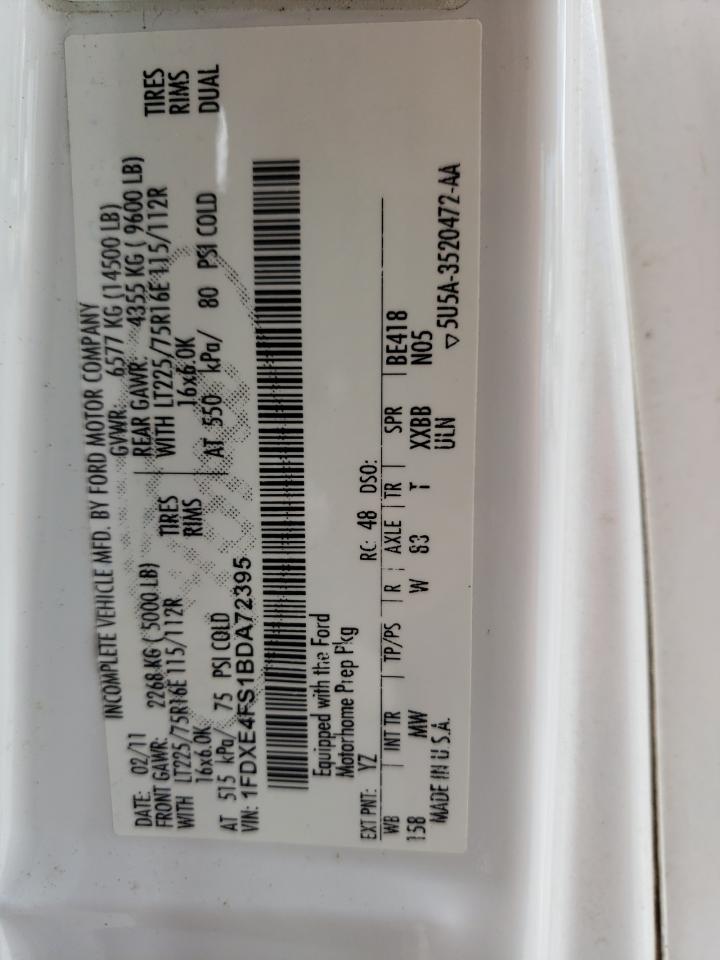 INCOMPLETE VEHICLE MFD. BY FORD MOTOR COMPANY
DATE: 02/11 GVWR: 6577 KG (14500 LB)
FRONT GAWR: 2268 KG ( 5000 LB) REAR GAWR: 4355 KG ( 9600 LB)
WITH LT225/75R16E 115/112R TIRES WITH LT225/75R16E 115/112R TIRES
16x6.0K RIMS 16x6.0K RIMS
AT 515 kPa/ 75 PSI COLD AT 550 kPa/ 80 PSI COLD DUAL
VIN: 1FDXE4FS1BDA72395
Equipped with the Ford
Motorhome Prep Pkg
EXT PNT: YZ RC: 48 DSO:
WB INT TR TP/PS R AXLE TR SPR BE418
158 MW W 83 T XXBB N05
MADE IN U.S.A. ULN
▽ 5U5A-3520472-AA